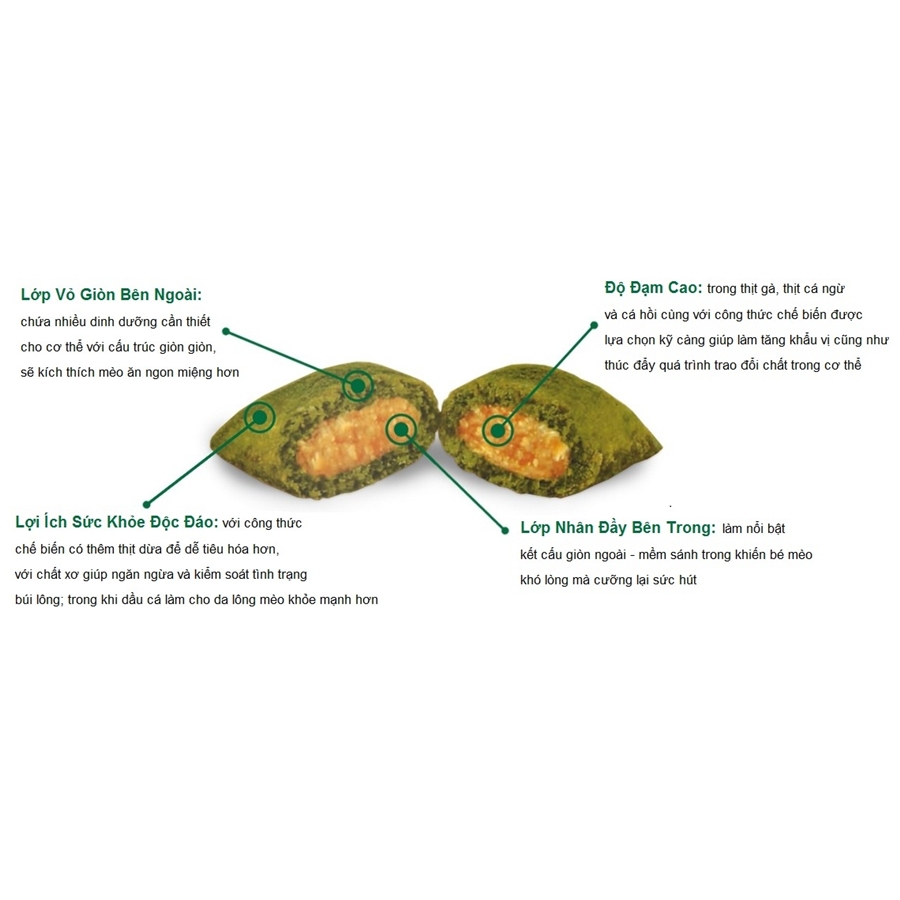 Lớp Vỏ Giòn Bên Ngoài:
chứa nhiều dinh dưỡng cần thiết
cho cơ thể với cấu trúc giòn giòn,
sẽ kích thích mèo ăn ngon miệng hơn
Độ Đạm Cao: trong thịt gà, thịt cá ngừ
và cá hồi cùng với công thức chế biến được
lựa chọn kỹ càng giúp làm tăng khẩu vị cũng như
thúc đẩy quá trình trao đổi chất trong cơ thể
Lợi Ích Sức Khỏe Độc Đáo: với công thức
chế biến có thêm thịt dừa để dễ tiêu hóa hơn,
với chất xơ giúp ngăn ngừa và kiểm soát tình trạng
búi lông; trong khi dầu cá làm cho da lông mèo khỏe mạnh hơn
Lớp Nhân Đầy Bên Trong: làm nổi bật
kết cấu giòn ngoài - mềm sánh trong khiến bé mèo
khó lòng mà cưỡng lại sức hút